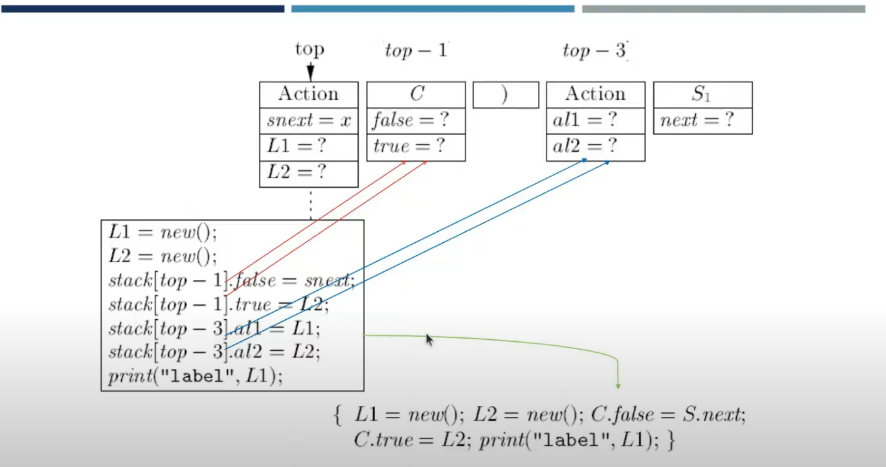 top top − 1 top − 3
Action C ) Action S₁
snext = x false = ? al1 = ? next = ?
L1 = ? true = ? al2 = ?
L2 = ?
L1 = new();
L2 = new();
stack[top − 1].false = snext;
stack[top − 1].true = L2;
stack[top − 3].al1 = L1;
stack[top − 3].al2 = L2;
print("label", L1);
{ L1 = new(); L2 = new(); C.false = S.next;
C.true = L2; print("label", L1); }